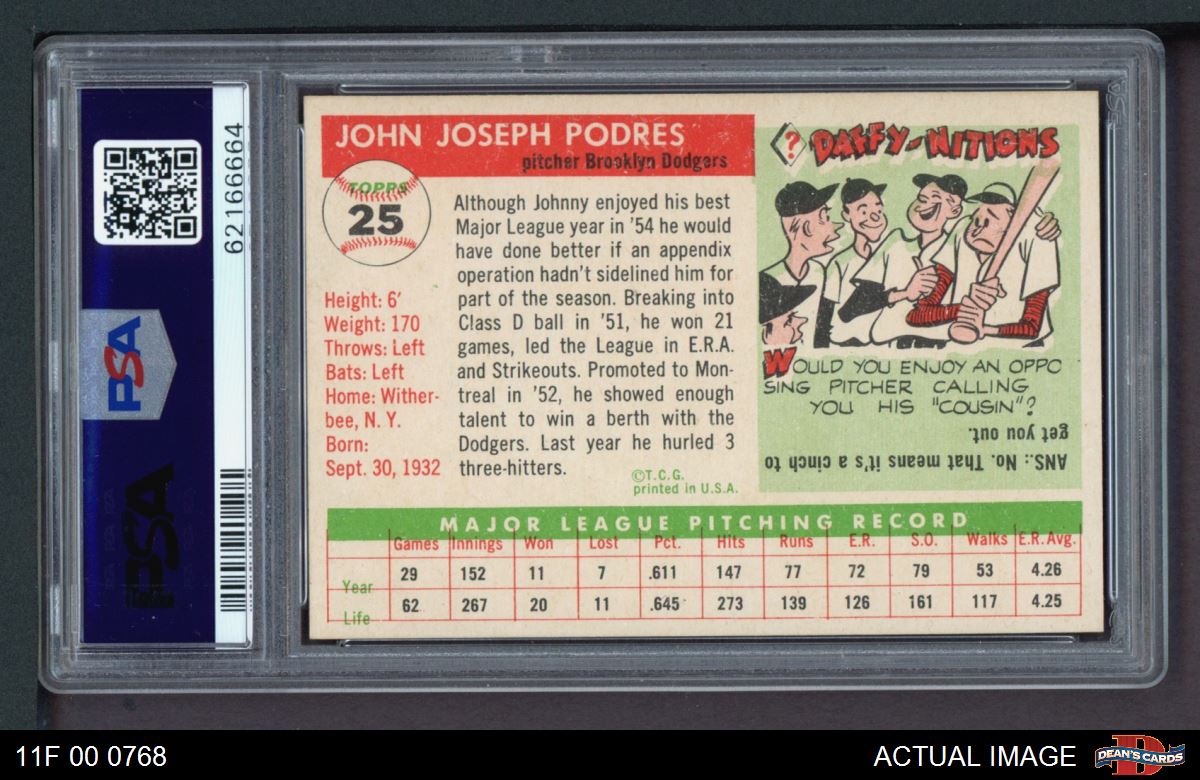 62166664
PSA
PSA
JOHN JOSEPH PODRES
pitcher Brooklyn Dodgers
TOPPS
25
Height: 6'
Weight: 170
Throws: Left
Bats: Left
Home: Wither-
bee, N. Y.
Born:
Sept. 30, 1932
Although Johnny enjoyed his best
Major League year in '54 he would
have done better if an appendix
operation hadn't sidelined him for
part of the season. Breaking into
Class D ball in '51, he won 21
games, led the League in E.R.A.
and Strikeouts. Promoted to Mon-
treal in '52, he showed enough
talent to win a berth with the
Dodgers. Last year he hurled 3
three-hitters.
©T.C.G.
printed in U.S.A.
? DAFFY-NITIONS
WOULD YOU ENJOY AN OPPO
SING PITCHER CALLING
YOU HIS "COUSIN"?
ANS.: No. That means it's a cinch to
get you out.
MAJOR LEAGUE PITCHING RECORD
Games Innings Won Lost Pct. Hits Runs E.R. S.O. Walks E.R. Avg.
Year 29 152 11 7 .611 147 77 72 79 53 4.26
Life 62 267 20 11 .645 273 139 126 161 117 4.25
11F 00 0768
ACTUAL IMAGE
DEAN'S CARDS